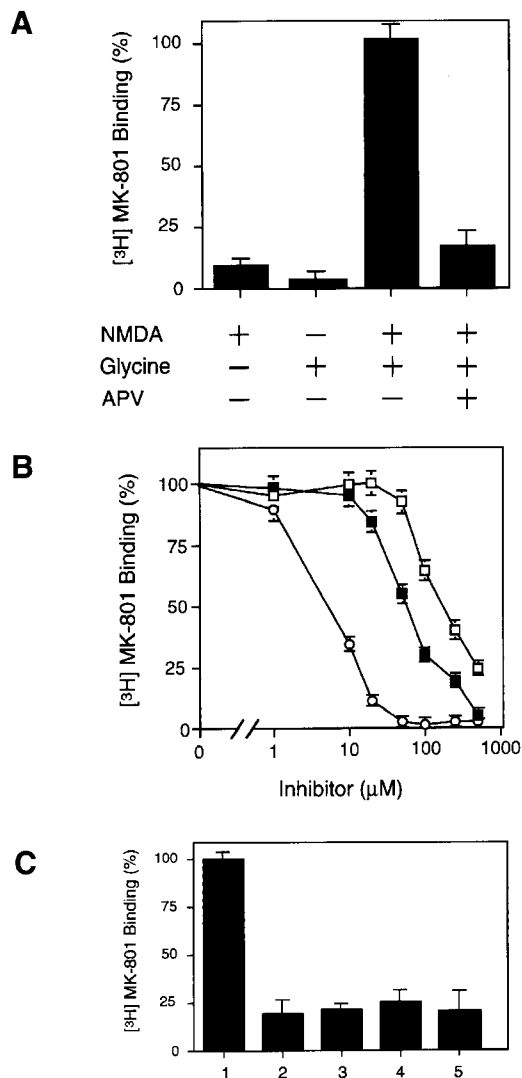 A
[³H] MK-801 Binding (%)
100
75
50
25
0
NMDA + – + +
Glycine – + + +
APV – – – +
B
[³H] MK-801 Binding (%)
100
75
50
25
0
0 1 10 100 1000
Inhibitor (μM)
C
[³H] MK-801 Binding (%)
100
75
50
25
0
1 2 3 4 5